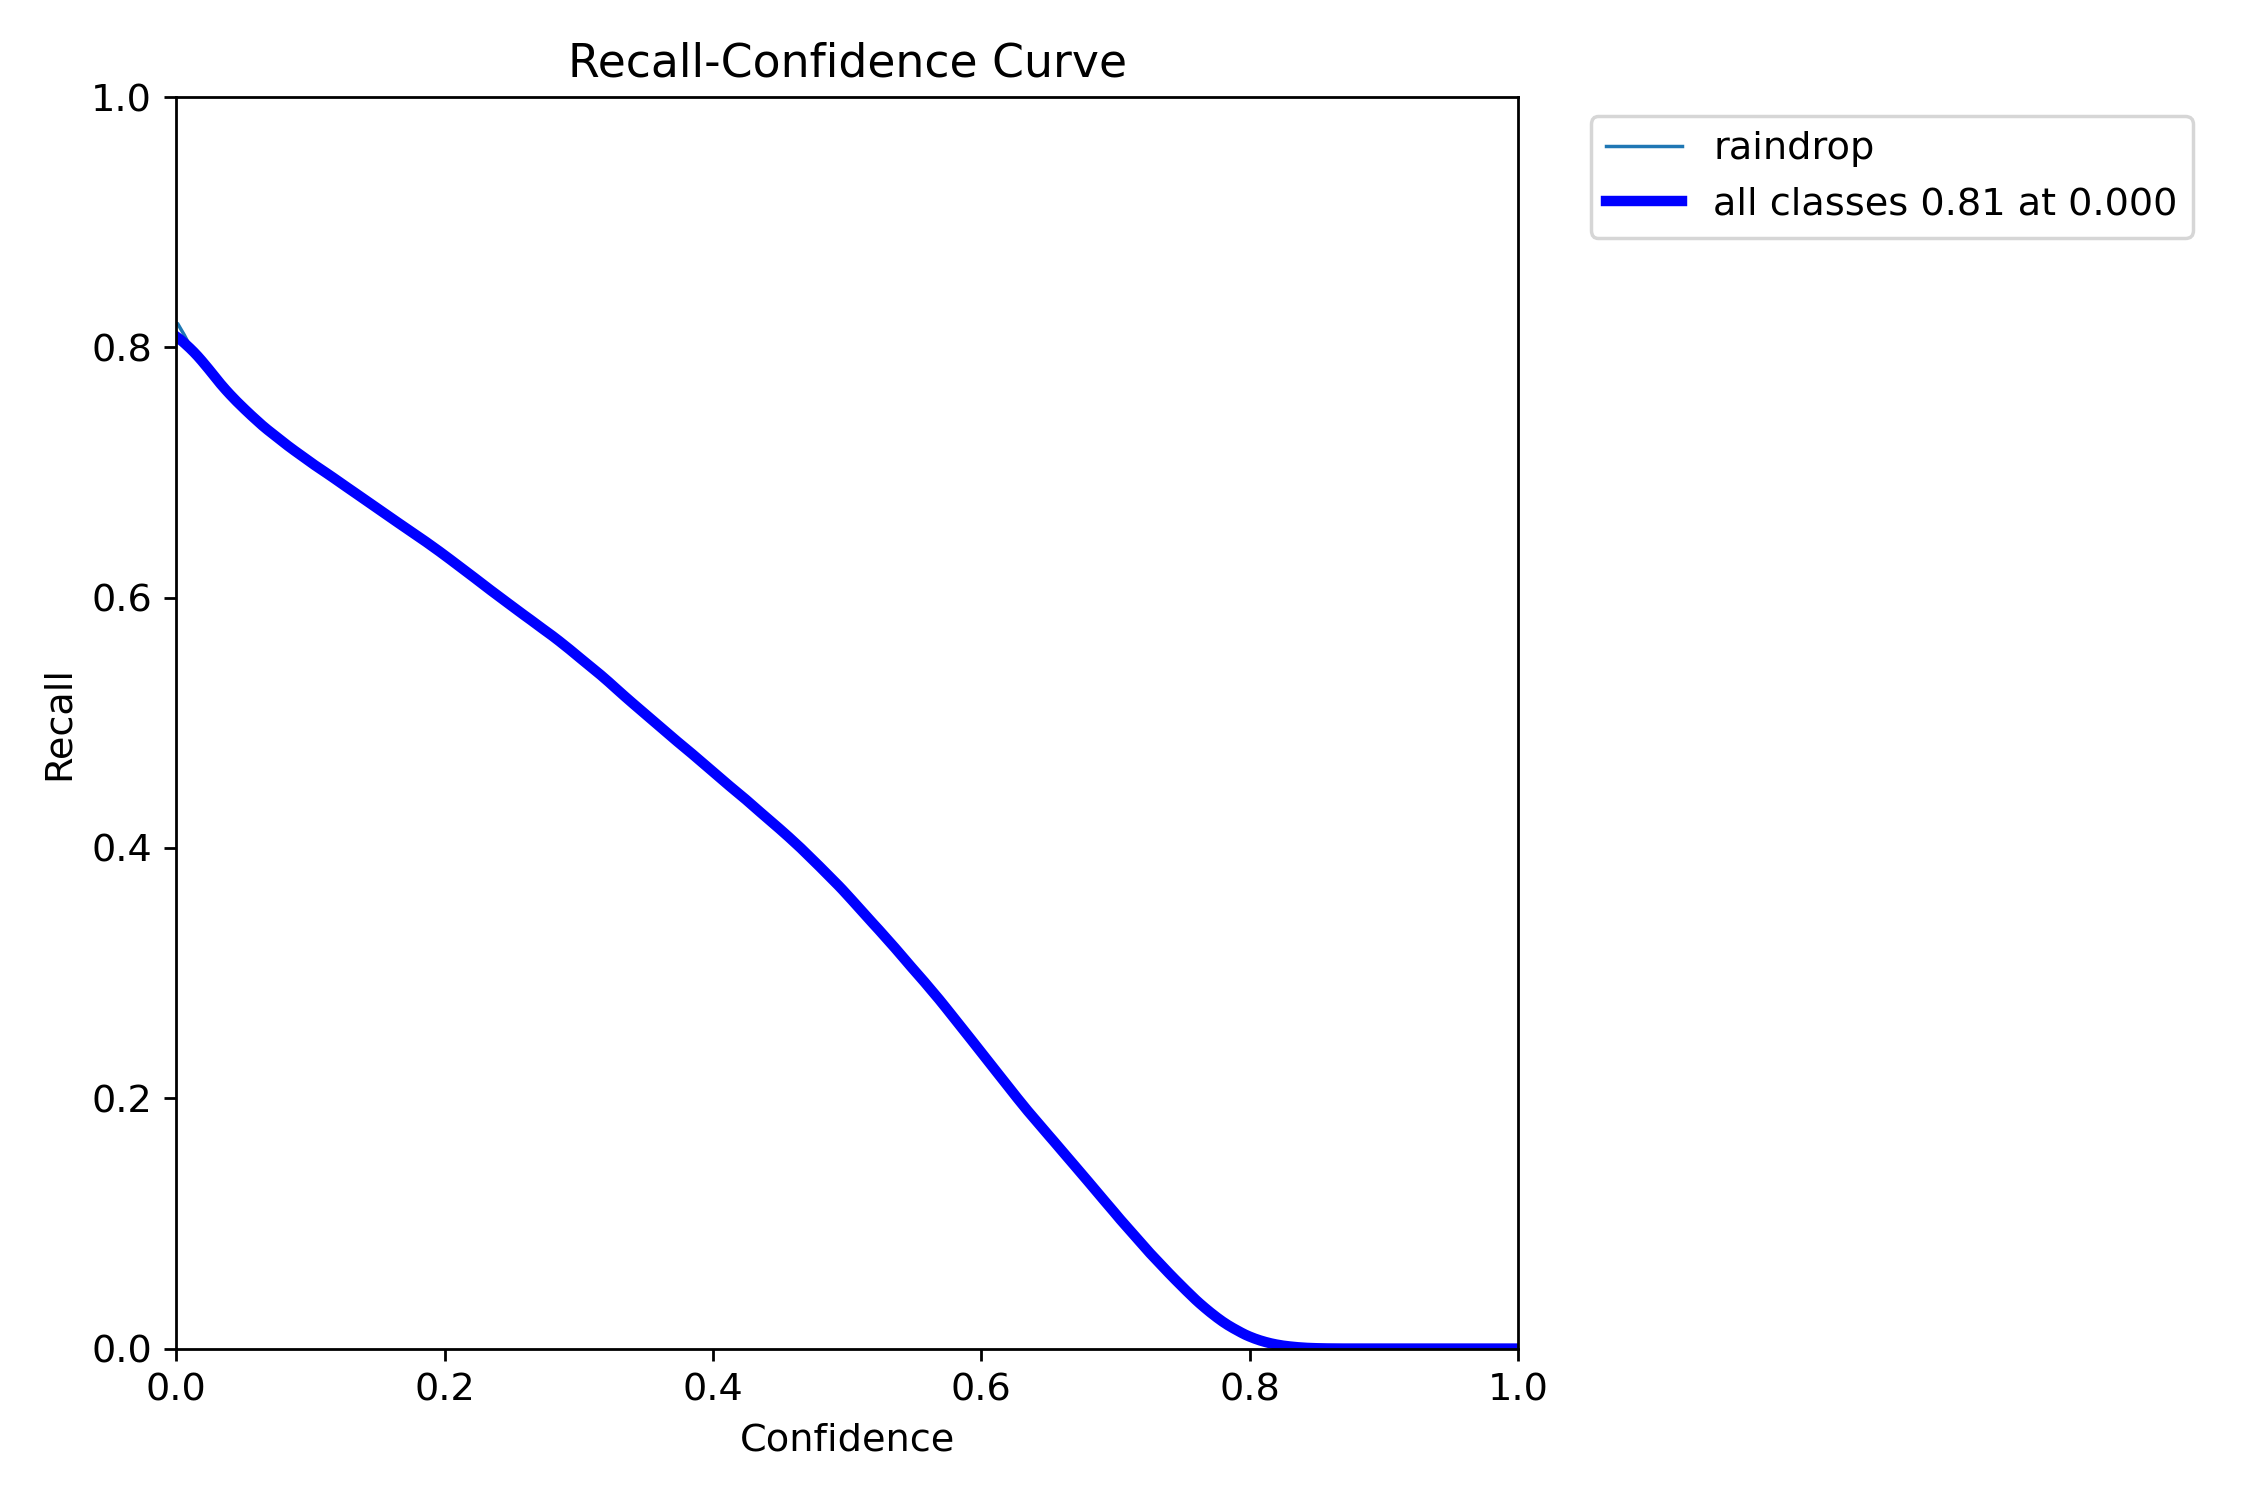 Recall-Confidence Curve
1.0
0.8
0.6
0.4
0.2
0.0
Recall
0.0 0.2 0.4 0.6 0.8 1.0
Confidence
raindrop
all classes 0.81 at 0.000